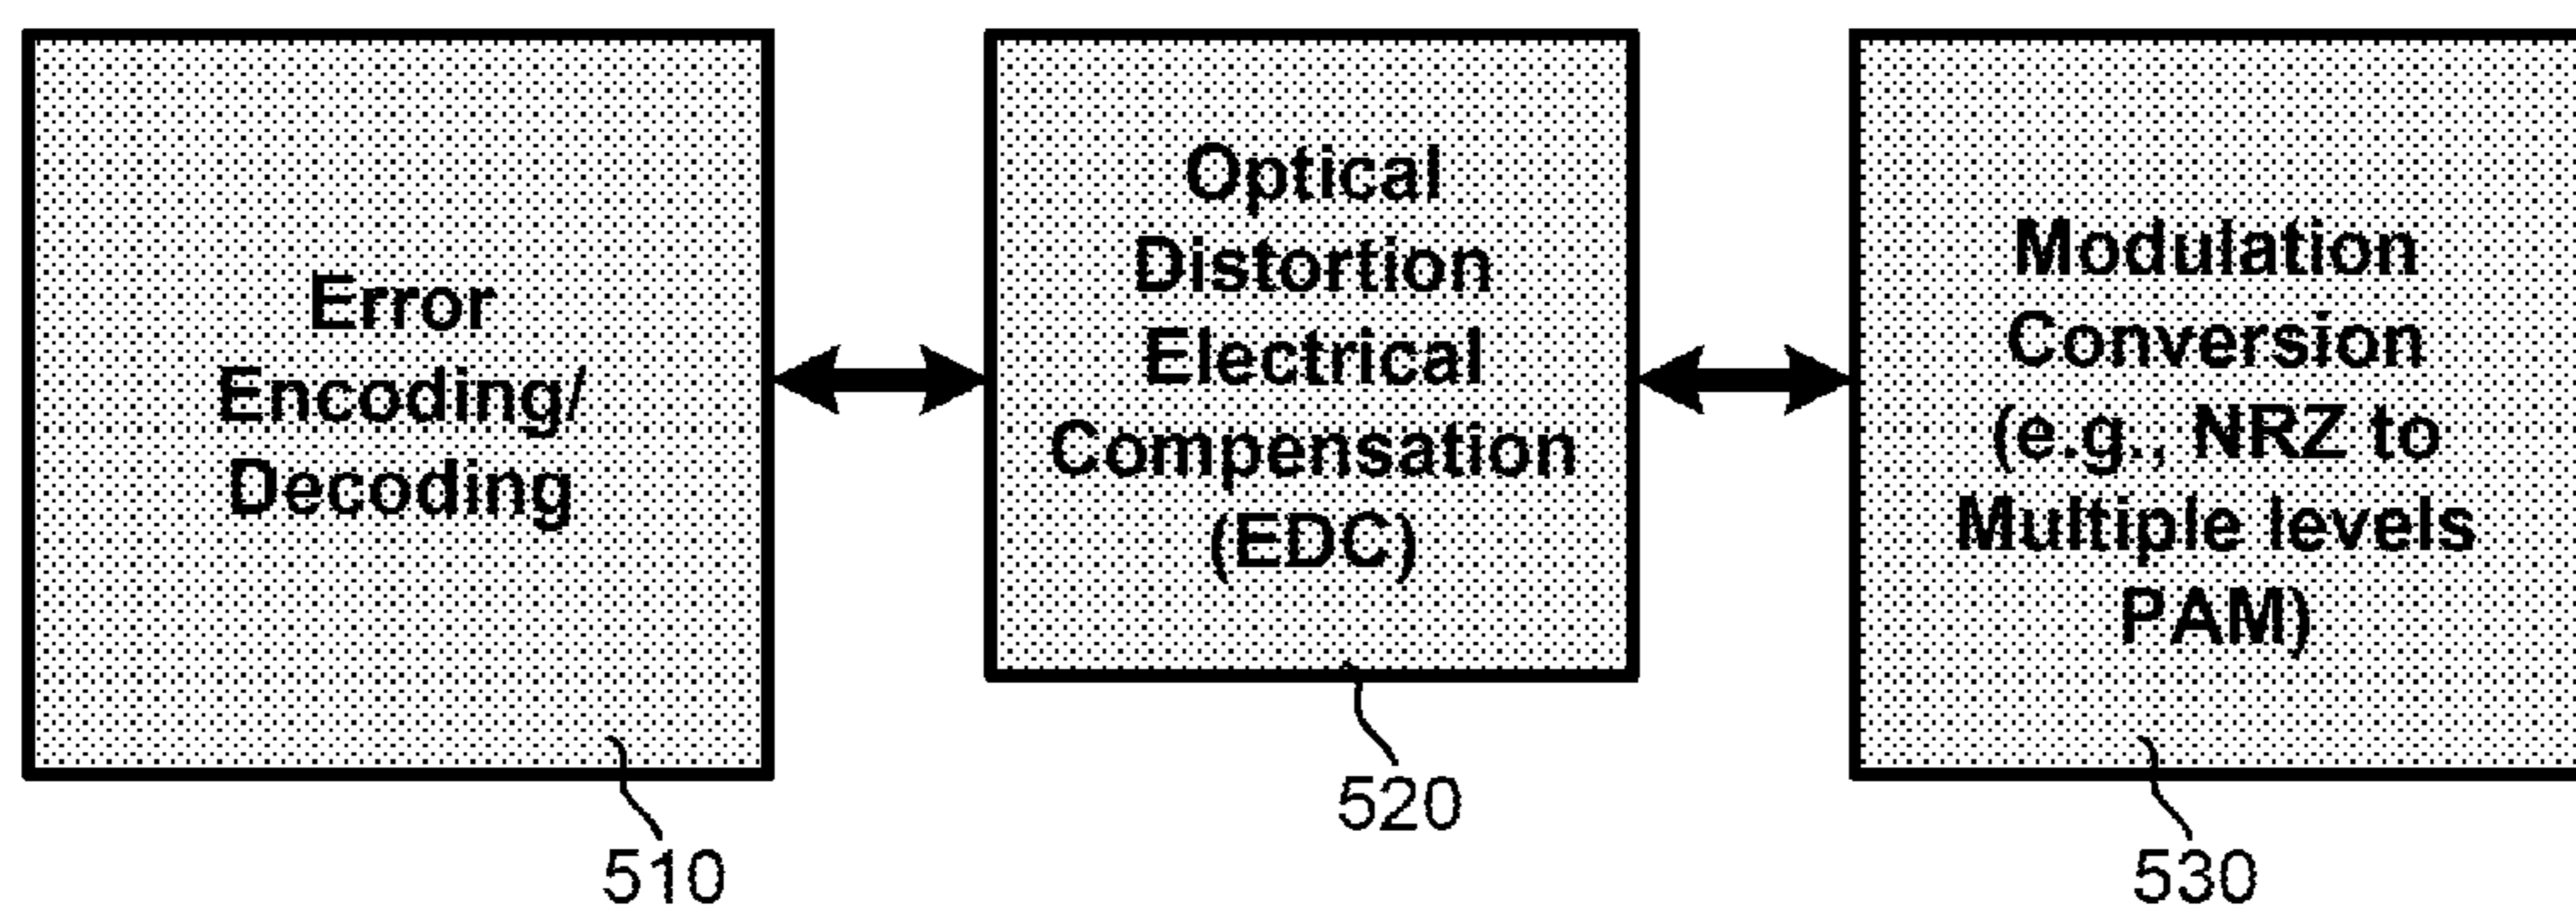 Error
Encoding/
Decoding
510
Optical
Distortion
Electrical
Compensation
(EDC)
520
Modulation
Conversion
(e.g., NRZ to
Multiple levels
PAM)
530